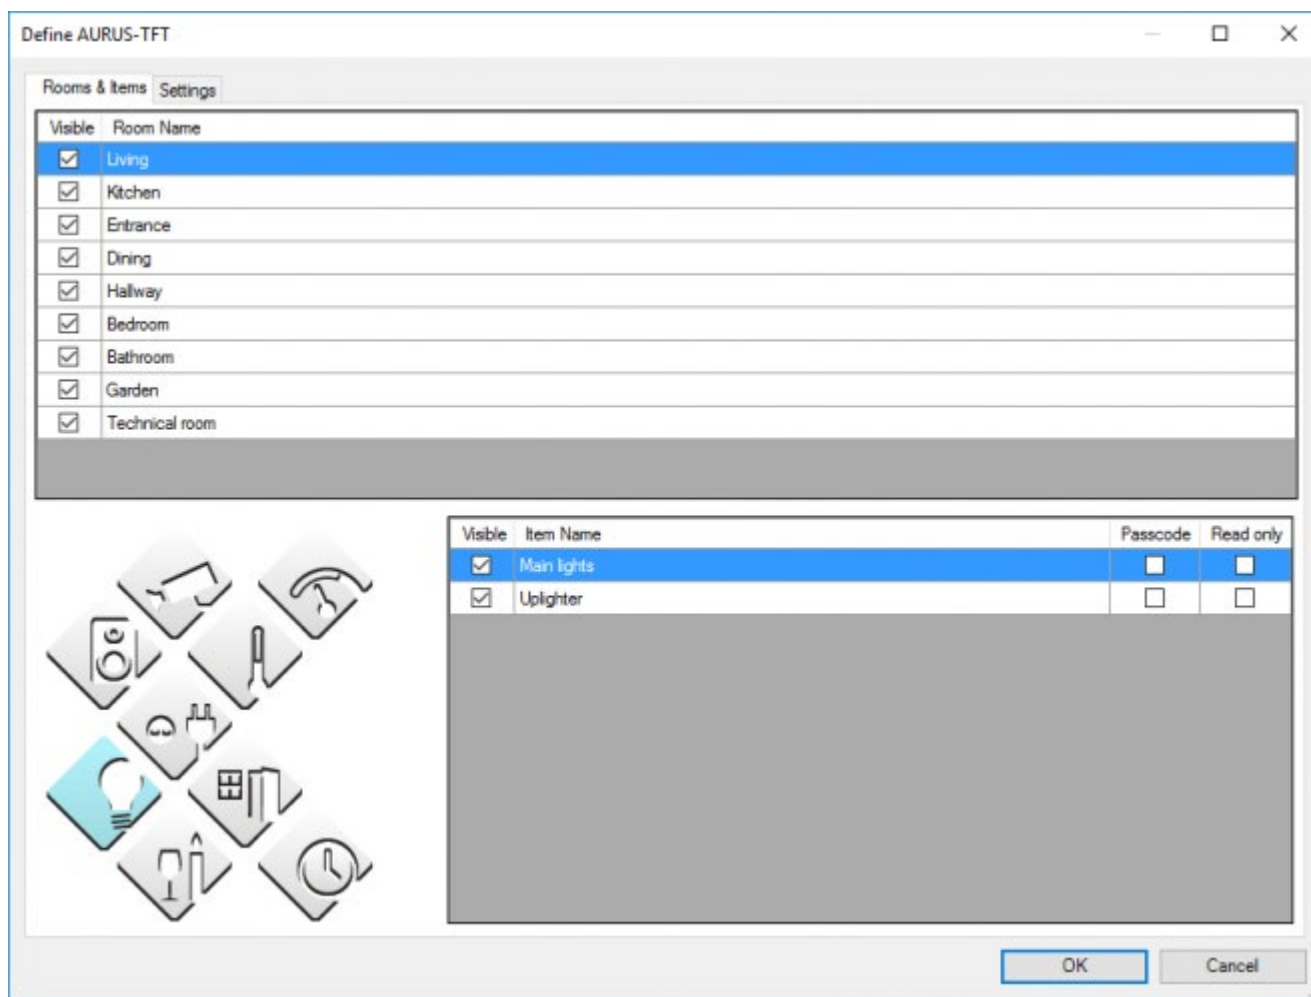 Define AURUS-TFT
Rooms & Items Settings
Visible Room Name
Living
Kitchen
Entrance
Dining
Hallway
Bedroom
Bathroom
Garden
Technical room
Visible Item Name Passcode Read only
Main lights
Uplighter
OK Cancel